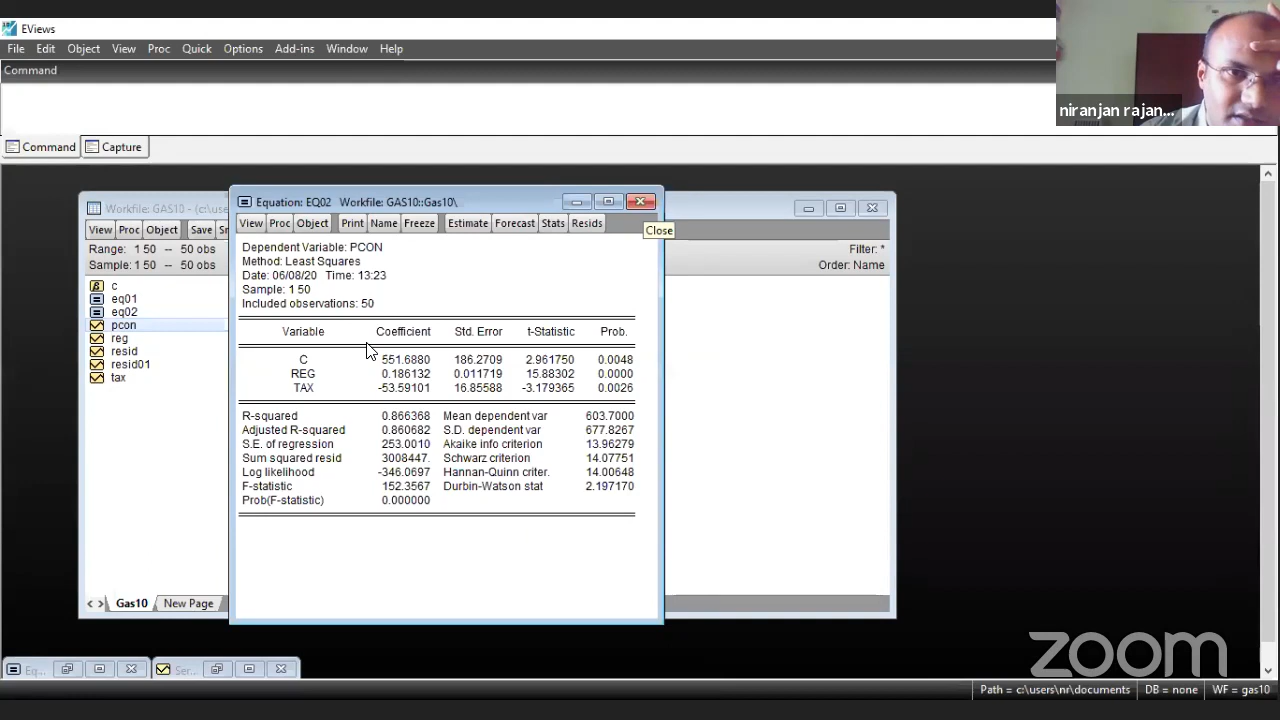 EViews
File Edit Object View Proc Quick Options Add-ins Window Help
Command
niranjan rajan...
Command Capture
Workfile: GAS10 - (c:\use
View Proc Object Save
Range: 1 50 -- 50 obs
Sample: 1 50 -- 50 obs
Filter: *
Order: Name
c
eq01
eq02
pcon
reg
resid
resid01
tax
Gas10 New Page
Equation: EQ02 Workfile: GAS10::Gas10\
View Proc Object Print Name Freeze Estimate Forecast Stats Resids
Close
Dependent Variable: PCON
Method: Least Squares
Date: 06/08/20 Time: 13:23
Sample: 1 50
Included observations: 50
Variable Coefficient Std. Error t-Statistic Prob.
C 551.6880 186.2709 2.961750 0.0048
REG 0.186132 0.011719 15.88302 0.0000
TAX -53.59101 16.85588 -3.179365 0.0026
R-squared 0.866368 Mean dependent var 603.7000
Adjusted R-squared 0.860682 S.D. dependent var 677.8267
S.E. of regression 253.0010 Akaike info criterion 13.96279
Sum squared resid 3008447. Schwarz criterion 14.07751
Log likelihood -346.0697 Hannan-Quinn criter. 14.00648
F-statistic 152.3567 Durbin-Watson stat 2.197170
Prob(F-statistic) 0.000000
Eq... Ser...
zoom
Path = c:\users\nr\documents DB = none WF = gas10